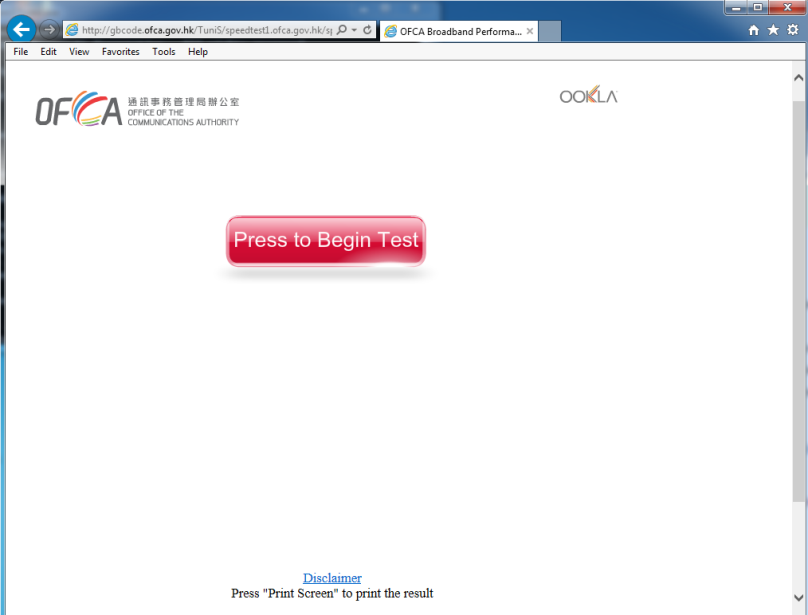 http://gbcode.ofca.gov.hk/TuniS/speedtest1.ofca.gov.hk/sp
OFCA Broadband Performa...
File Edit View Favorites Tools Help
OFCA
通訊事務管理局辦公室
OFFICE OF THE
COMMUNICATIONS AUTHORITY
OOKLA
Press to Begin Test
Disclaimer
Press "Print Screen" to print the result